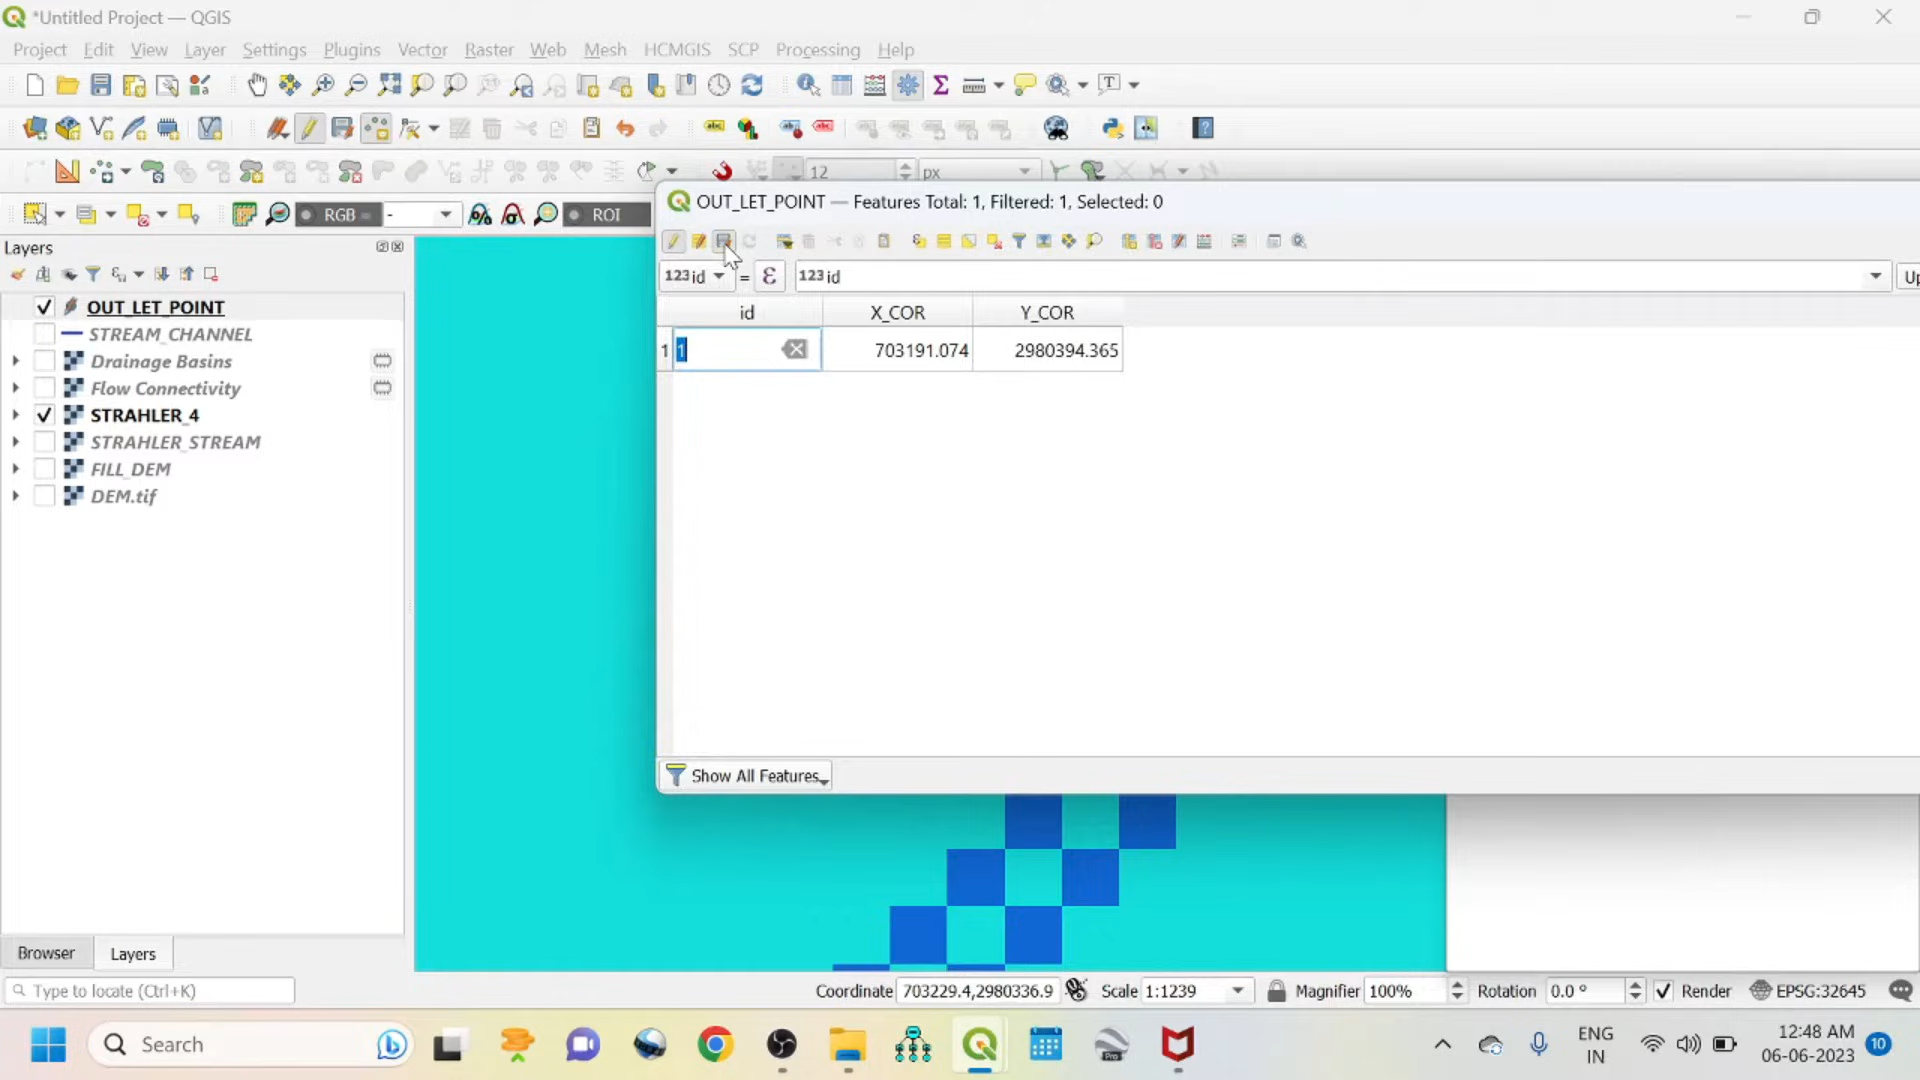 *Untitled Project — QGIS
Project Edit View Layer Settings Plugins Vector Raster Web Mesh HCMGIS SCP Processing Help
12 px
RGB = - ROI
OUT_LET_POINT — Features Total: 1, Filtered: 1, Selected: 0
Layers
123 id = ε 123 id
id X_COR Y_COR
1 1 703191.074 2980394.365
OUT_LET_POINT
STREAM_CHANNEL
Drainage Basins
Flow Connectivity
STRAHLER_4
STRAHLER_STREAM
FILL_DEM
DEM.tif
Show All Features
Browser Layers
Type to locate (Ctrl+K) Coordinate 703229.4,2980336.9 Scale 1:1239 Magnifier 100% Rotation 0.0 ° Render EPSG:32645
Search ENG IN 12:48 AM 06-06-2023 10